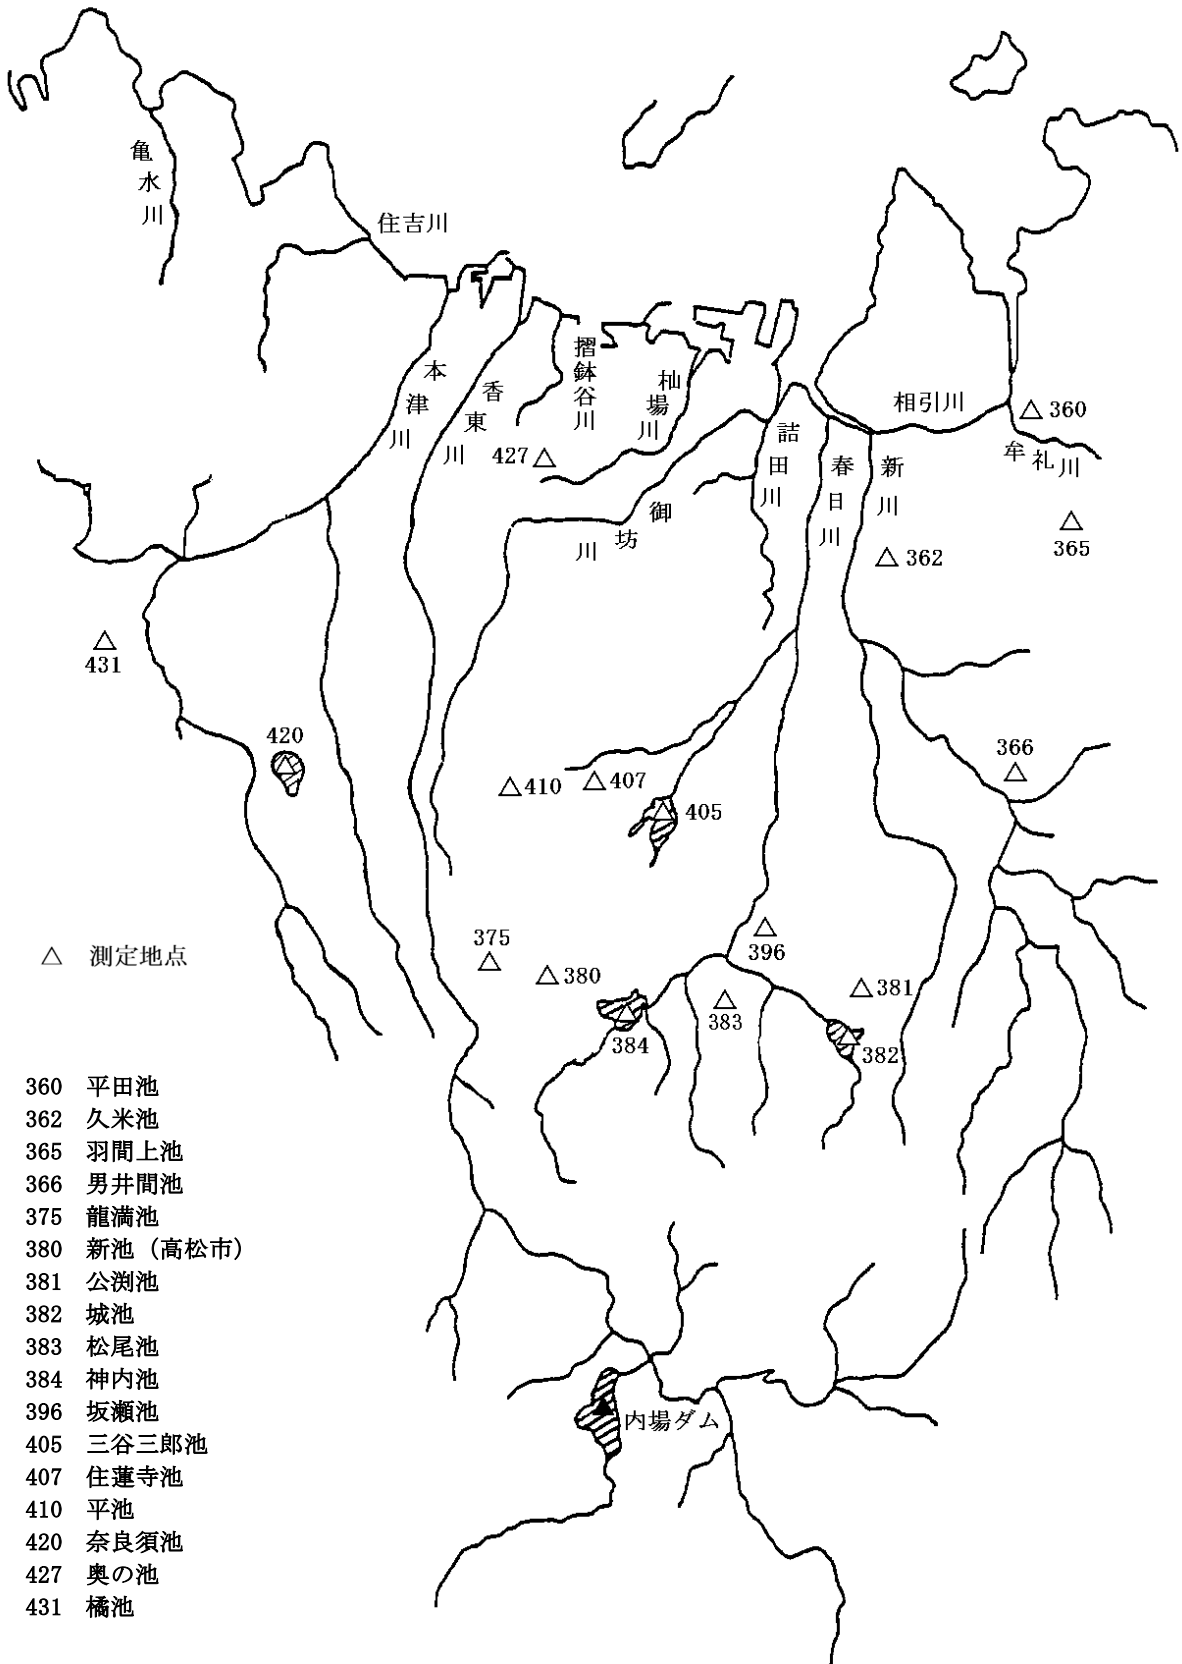 亀水川
住吉川
本津川
香東川
摺鉢谷川
杣場川
詰田川
相引川
360
427
春日川
新川
牟礼川
御坊川
365
362
431
420
366
410
407
405
375
396
△ 測定地点
380
381
383
384
382
360 平田池
362 久米池
365 羽間上池
366 男井間池
375 龍満池
380 新池(高松市)
381 公渕池
382 城池
383 松尾池
384 神内池
396 坂瀬池
405 三谷三郎池
407 住蓮寺池
410 平池
420 奈良須池
427 奥の池
431 橘池
内場ダム